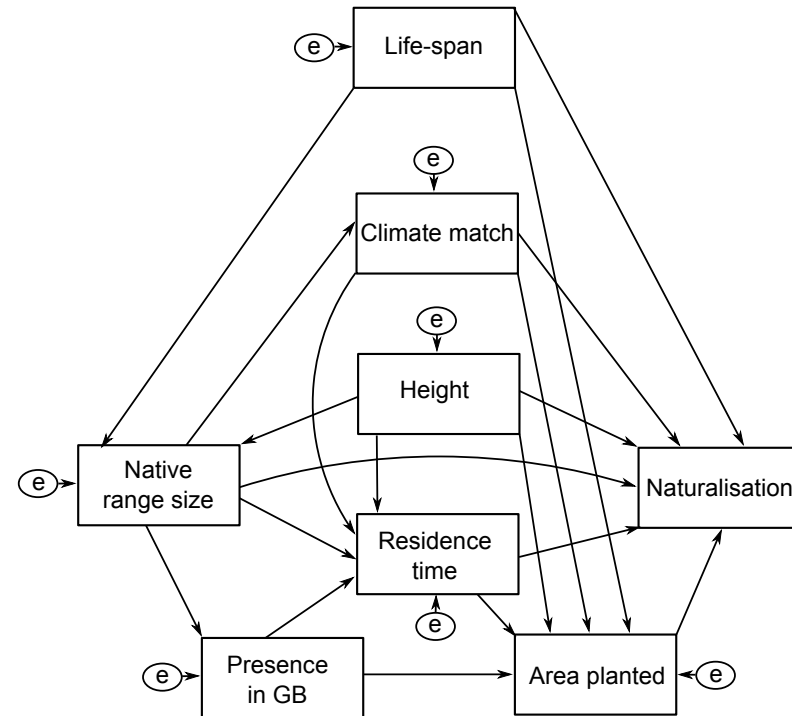 e
Life-span
e
Climate match
e
Height
e
Native
range size
Naturalisation
Residence
time
e
e
Presence
in GB
Area planted
e